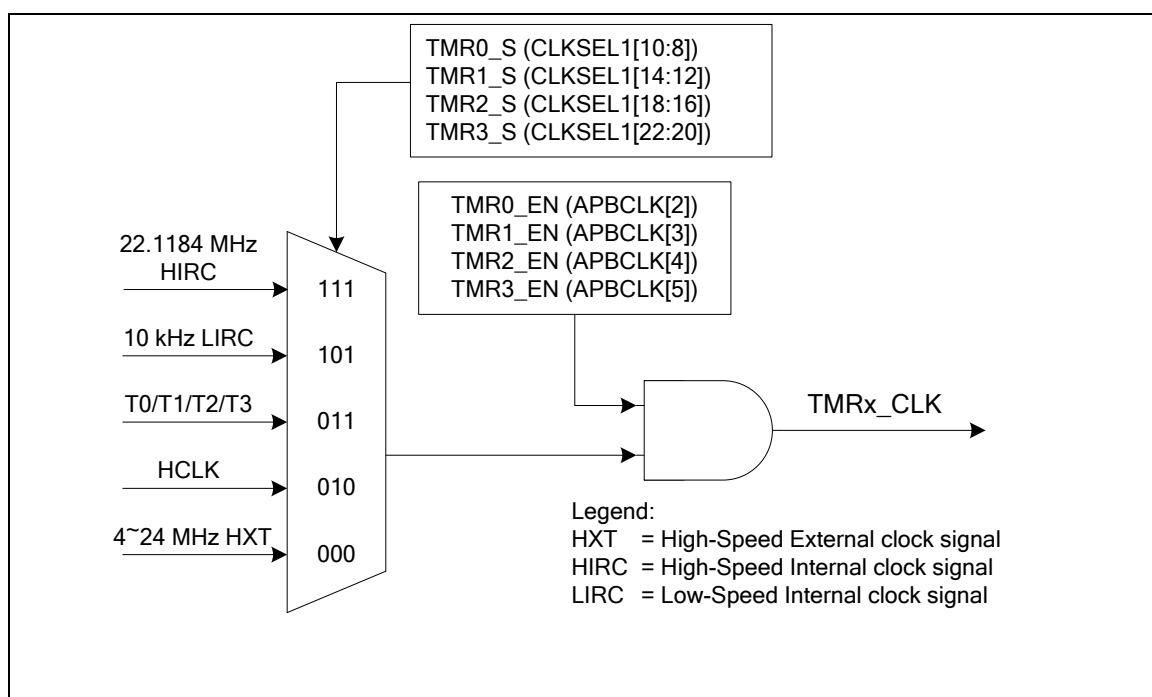 TMR0_S (CLKSEL1[10:8])
TMR1_S (CLKSEL1[14:12])
TMR2_S (CLKSEL1[18:16])
TMR3_S (CLKSEL1[22:20])
TMR0_EN (APBCLK[2])
TMR1_EN (APBCLK[3])
TMR2_EN (APBCLK[4])
TMR3_EN (APBCLK[5])
22.1184 MHz
HIRC
111
10 kHz LIRC
101
T0/T1/T2/T3
011
HCLK
010
4~24 MHz HXT
000
TMRx_CLK
Legend:
HXT = High-Speed External clock signal
HIRC = High-Speed Internal clock signal
LIRC = Low-Speed Internal clock signal